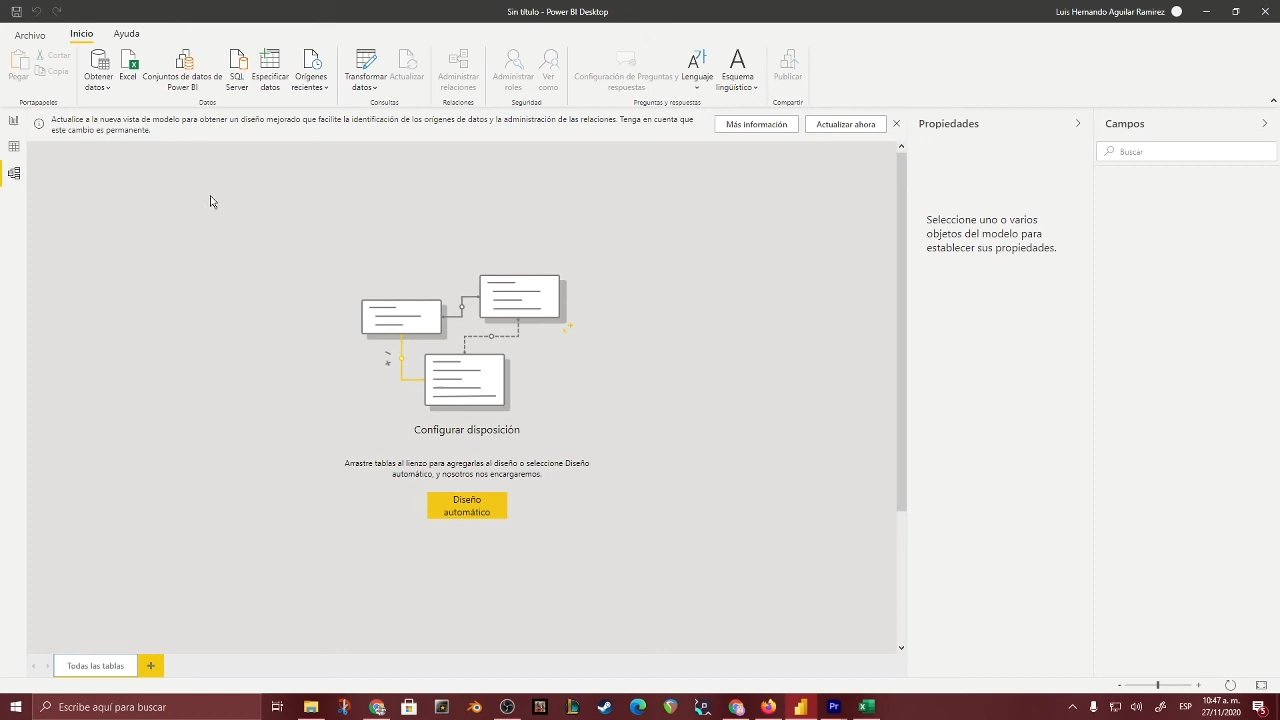 Sin título - Power BI Desktop
Luis Hernando Aguilar Ramirez
Archivo
Inicio
Ayuda
Pegar
Cortar
Copia
Portapapeles
Obtener
datos
Excel
Conjuntos de datos de
Power BI
SQL
Server
Especificar
datos
Orígenes
recientes
Datos
Transformar
datos
Actualizar
Consultas
Administrar
relaciones
Relaciones
Administrar
roles
Ver
como
Seguridad
Configuración de Preguntas y
respuestas
Lenguaje
Esquema
lingüístico
Preguntas y respuestas
Publicar
Compartir
Actualice a la nueva vista de modelo para obtener un diseño mejorado que facilite la identificación de los orígenes de datos y la administración de las relaciones. Tenga en cuenta que
este cambio es permanente.
Más información
Actualizar ahora
Propiedades
Campos
Buscar
Seleccione uno o varios
objetos del modelo para
establecer sus propiedades.
Configurar disposición
Arrastre tablas al lienzo para agregarlas al diseño o seleccione Diseño
automático, y nosotros nos encargaremos.
Diseño
automático
Todas las tablas
Escribe aquí para buscar
ESP
10:47 a. m.
27/11/2020